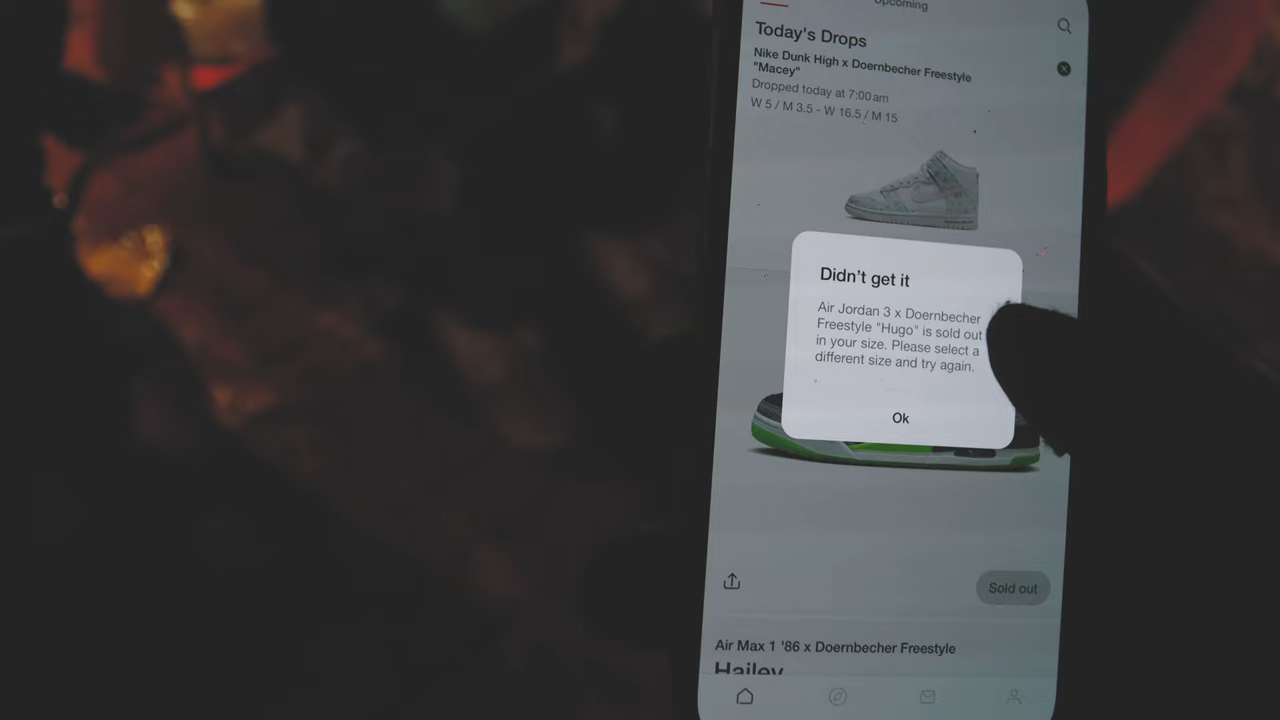 Upcoming
Today's Drops
Nike Dunk High x Doernbecher Freestyle
"Macey"
Dropped today at 7:00am
W 5 / M 3.5 - W 16.5 / M 15
Didn't get it
Air Jordan 3 x Doernbecher
Freestyle "Hugo" is sold out
in your size. Please select a
different size and try again.
Ok
Sold out
Air Max 1 '86 x Doernbecher Freestyle
Hailey